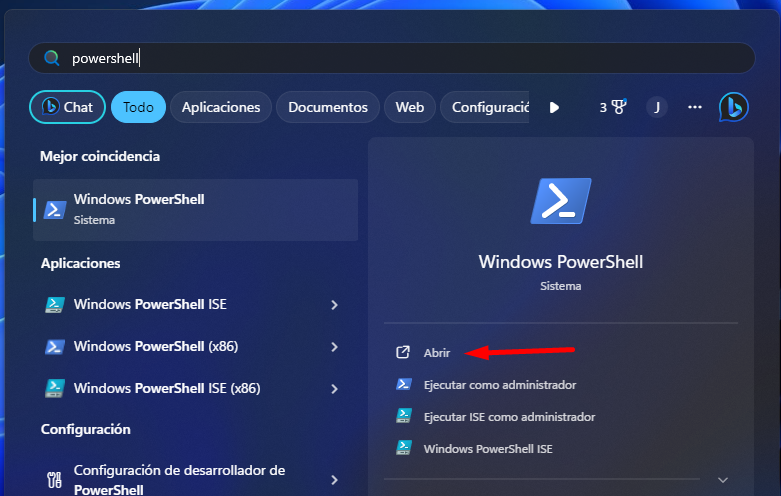 powershell
Chat
Todo
Aplicaciones
Documentos
Web
Configuració
3
J
Mejor coincidencia
Windows PowerShell
Sistema
Aplicaciones
Windows PowerShell ISE
Windows PowerShell (x86)
Windows PowerShell ISE (x86)
Configuración
Configuración de desarrollador de
PowerShell
Windows PowerShell
Sistema
Abrir
Ejecutar como administrador
Ejecutar ISE como administrador
Windows PowerShell ISE